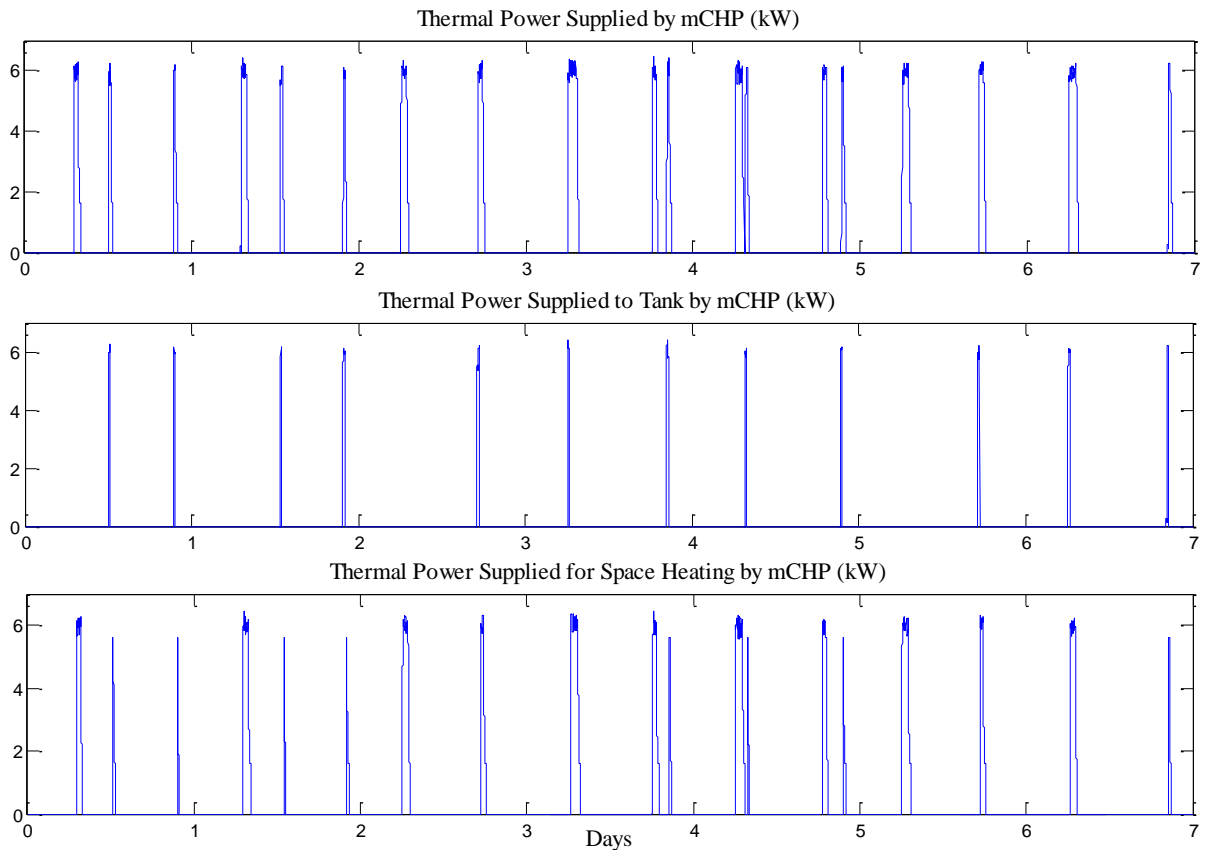 Thermal Power Supplied by mCHP (kW)
6
4
2
0
0 1 2 3 4 5 6 7
Thermal Power Supplied to Tank by mCHP (kW)
6
4
2
0
0 1 2 3 4 5 6 7
Thermal Power Supplied for Space Heating by mCHP (kW)
6
4
2
0
0 1 2 3 4 5 6 7
Days